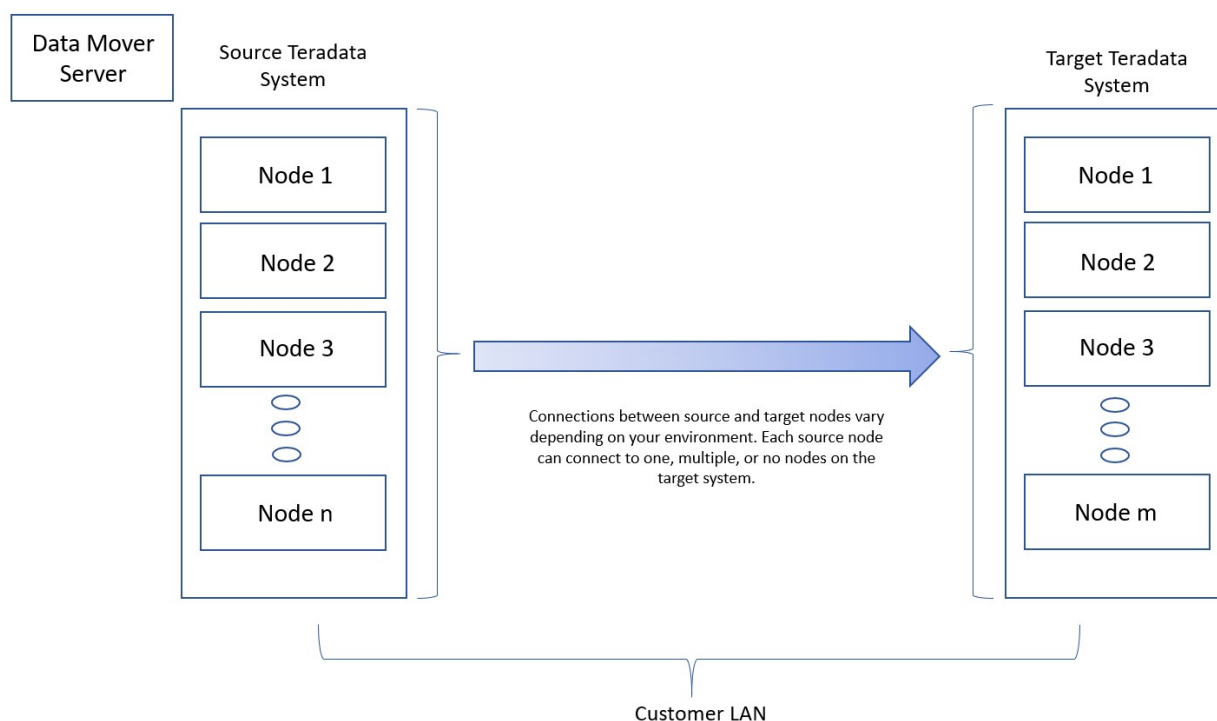 Data Mover
Server
Source Teradata
System
Node 1
Node 2
Node 3
Node n
Connections between source and target nodes vary
depending on your environment. Each source node
can connect to one, multiple, or no nodes on the
target system.
Target Teradata
System
Node 1
Node 2
Node 3
Node m
Customer LAN